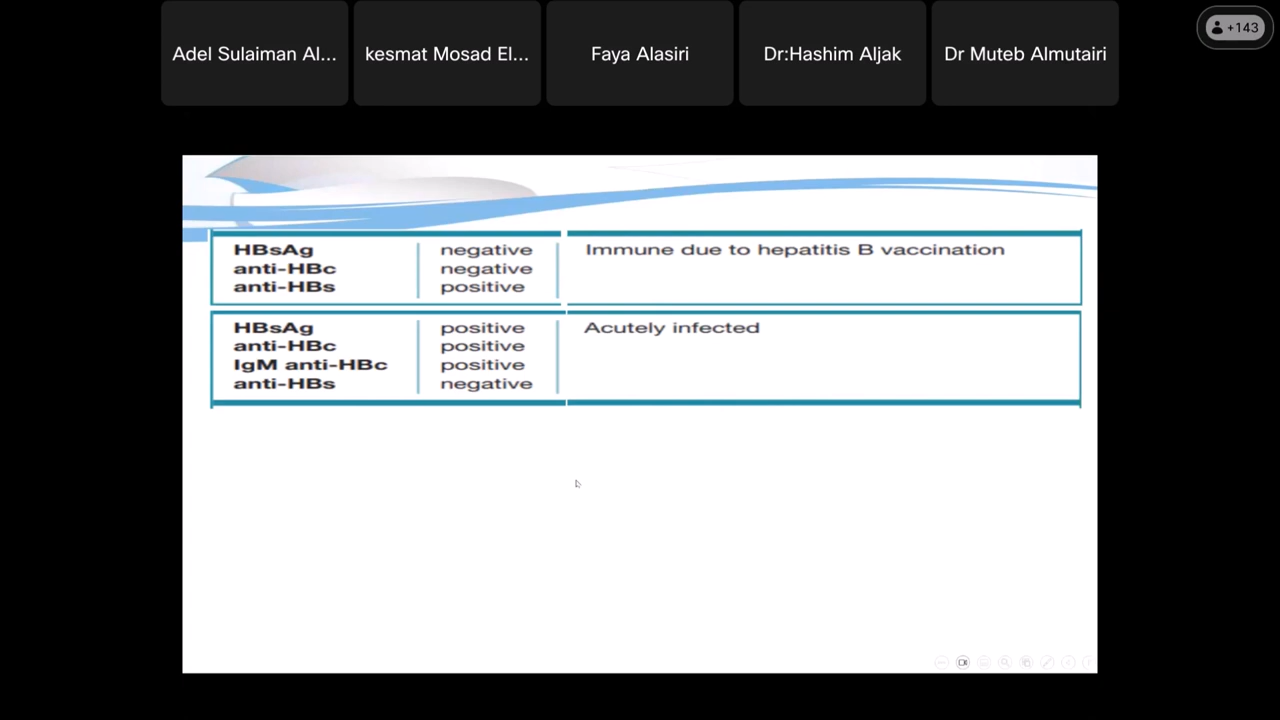 Adel Sulaiman Al... kesmat Mosad El... Faya Alasiri Dr:Hashim Aljak Dr Muteb Almutairi +143
HBsAg negative Immune due to hepatitis B vaccination
anti-HBc negative
anti-HBs positive
HBsAg positive Acutely infected
anti-HBc positive
IgM anti-HBc positive
anti-HBs negative